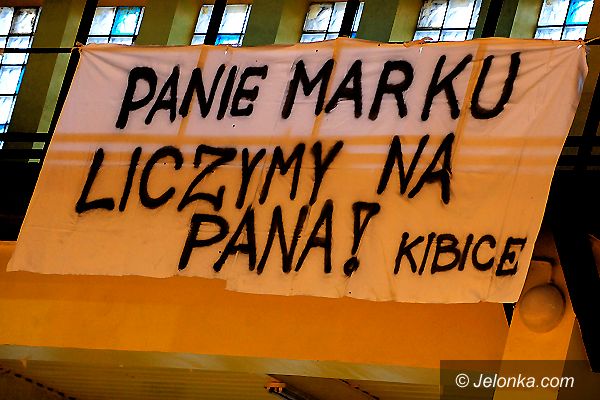 PANIE MARKU
LICZYMY NA
PANA! KIBICE
© Jelonka.com